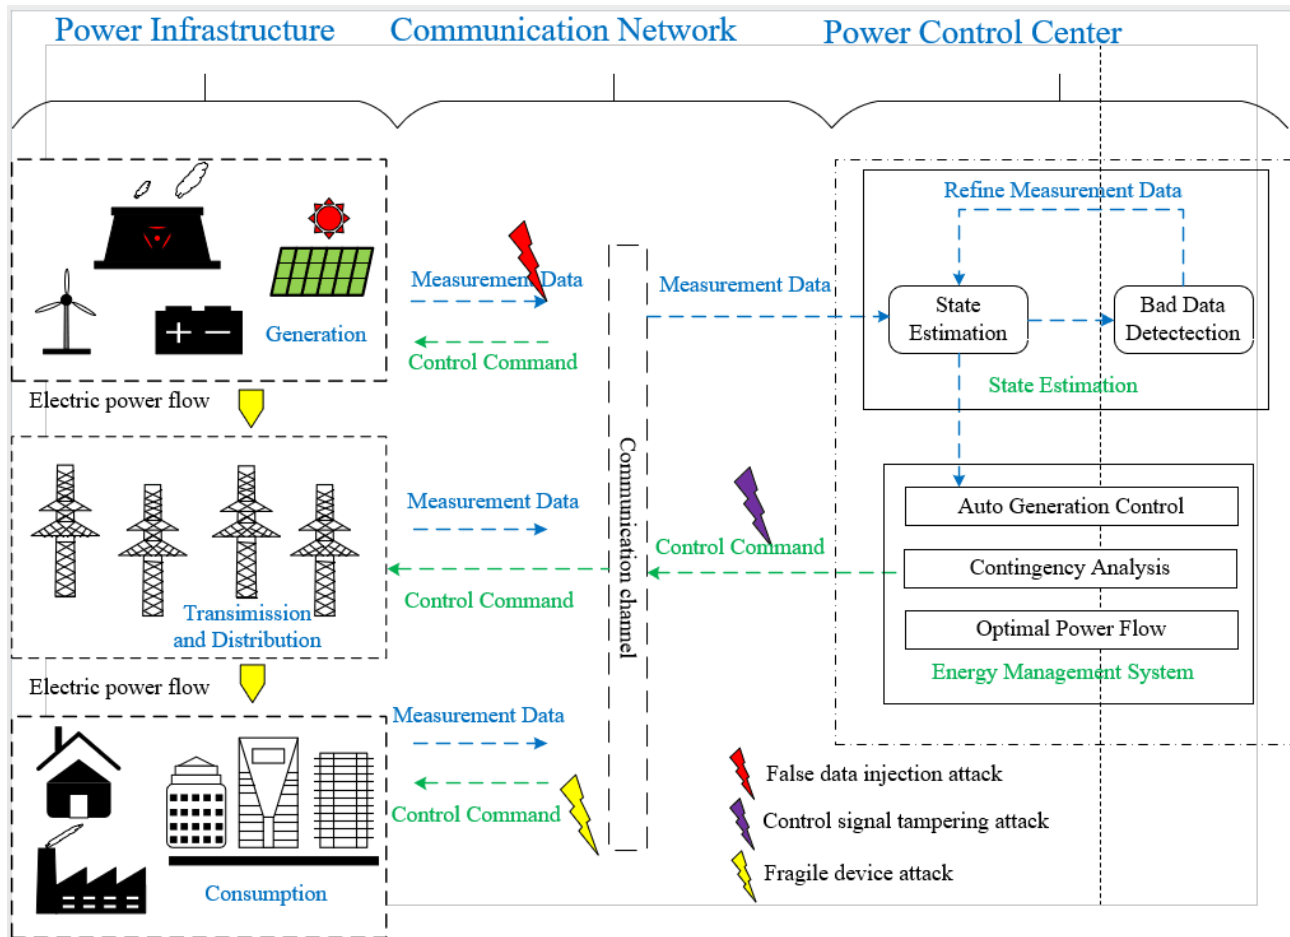 Power Infrastructure
Communication Network
Power Control Center
Refine Measurement Data
Measurement Data
Measurement Data
State
Estimation
Bad Data
Detectection
Generation
Control Command
State Estimation
Electric power flow
Communication channel
Measurement Data
Auto Generation Control
Control Command
Contingency Analysis
Control Command
Transimission
and Distribution
Optimal Power Flow
Energy Management System
Electric power flow
Measurement Data
False data injection attack
Control Command
Control signal tampering attack
Fragile device attack
Consumption